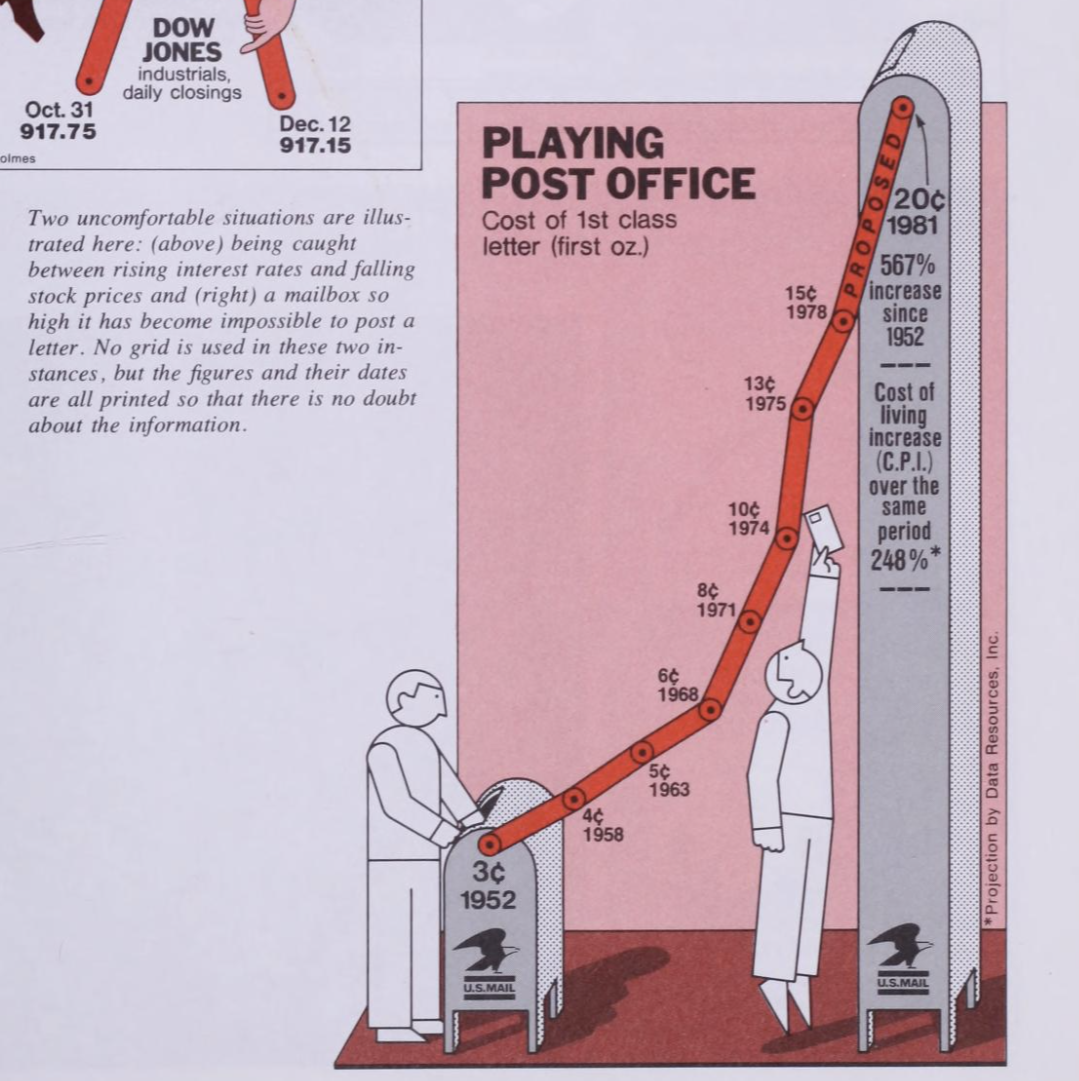 DOW
JONES
industrials,
daily closings
Oct. 31
917.75
Dec. 12
917.15
olmes
Two uncomfortable situations are illus-
trated here: (above) being caught
between rising interest rates and falling
stock prices and (right) a mailbox so
high it has become impossible to post a
letter. No grid is used in these two in-
stances, but the figures and their dates
are all printed so that there is no doubt
about the information.
PLAYING
POST OFFICE
Cost of 1st class
letter (first oz.)
3¢
1952
4¢
1958
5¢
1963
6¢
1968
8¢
1971
10¢
1974
13¢
1975
15¢
1978
PROPOSED
20¢
1981
567%
increase
since
1952
Cost of
living
increase
(C.P.I.)
over the
same
period
248%*
U.S.MAIL
U.S.MAIL
*Projection by Data Resources, Inc.